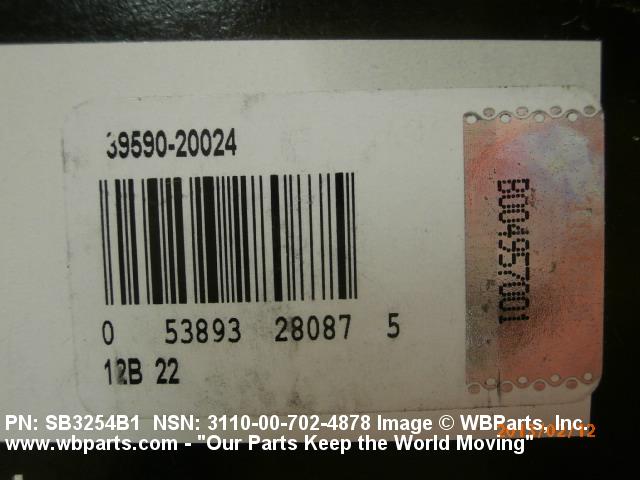 39590-20024
B004957001
0 53893 28087 5
12B 22
PN: SB3254B1 NSN: 3110-00-702-4878 Image © WBParts, Inc.
www.wbparts.com - "Our Parts Keep the World Moving"